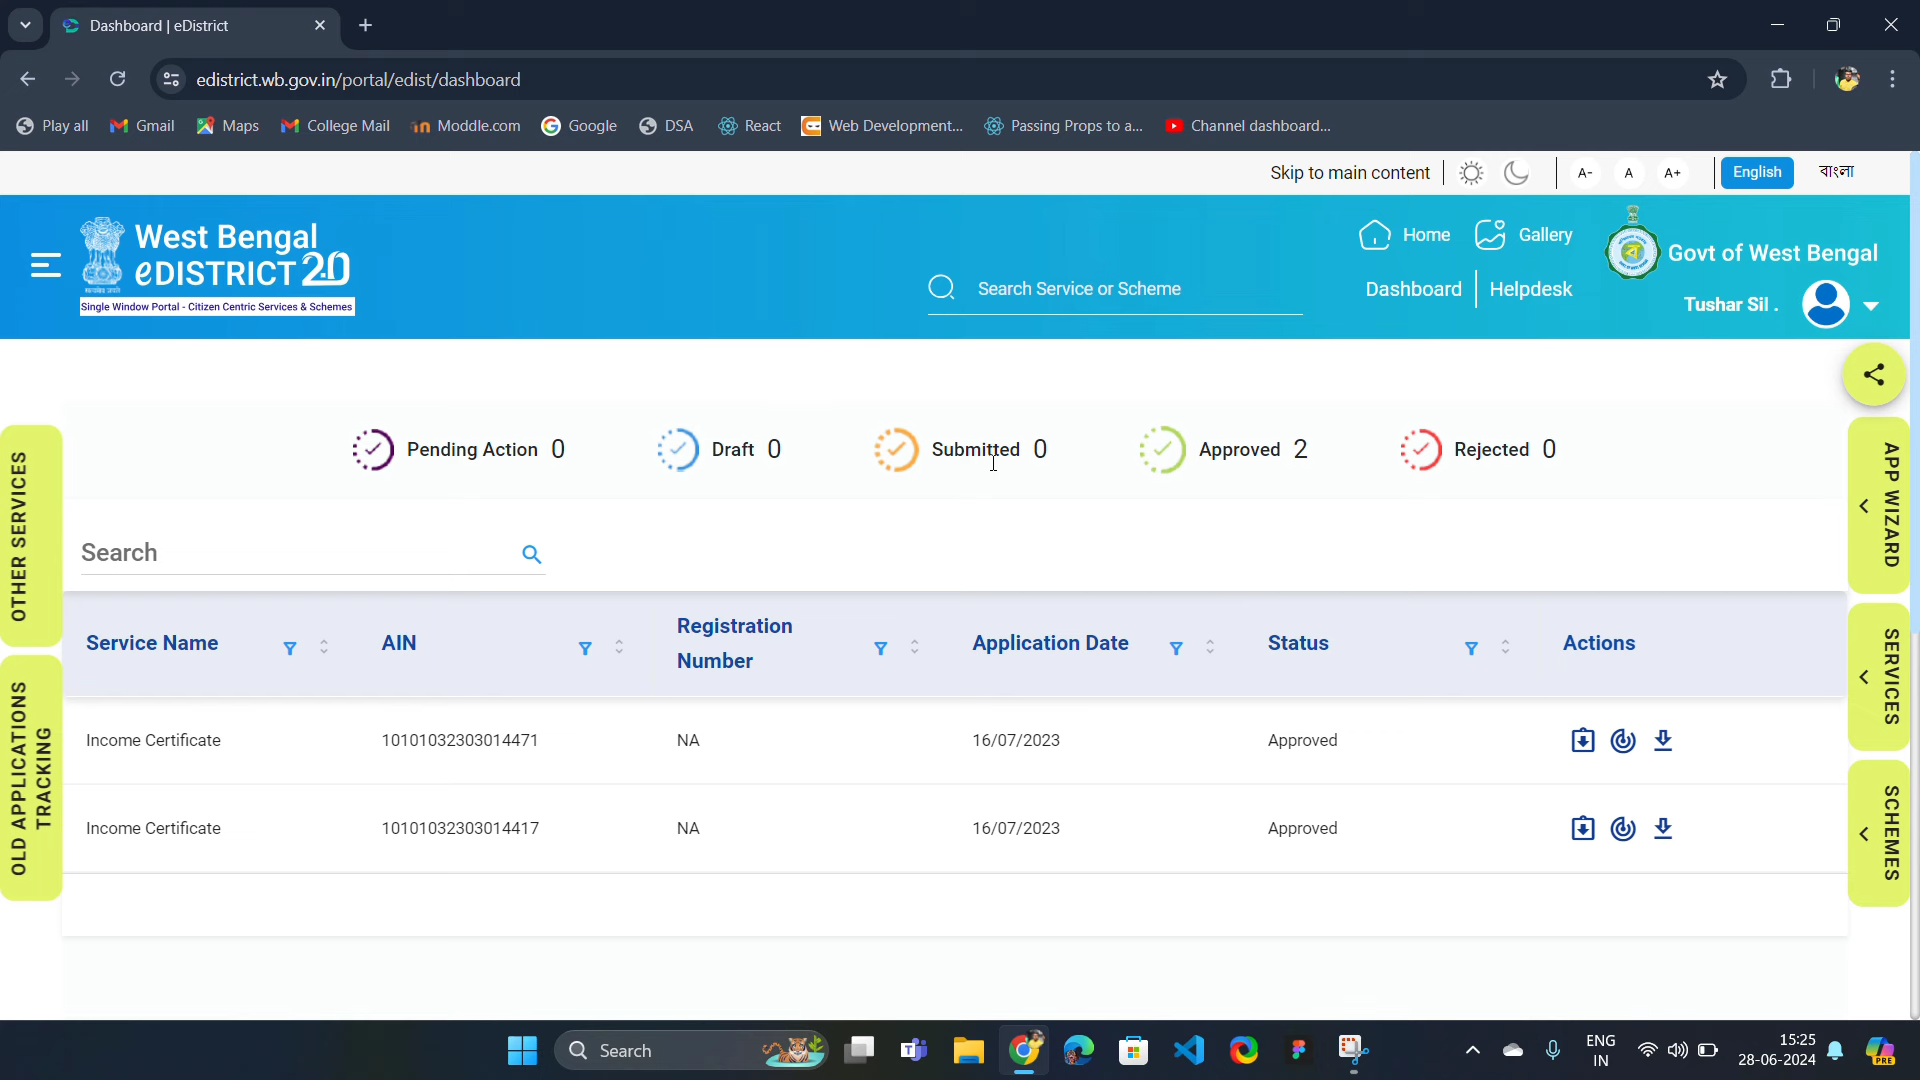 Dashboard | eDistrict
edistrict.wb.gov.in/portal/edist/dashboard
Play all
Gmail
Maps
College Mail
Moddle.com
Google
DSA
React
Web Development...
Passing Props to a...
Channel dashboard...
Skip to main content
A-
A
A+
English
বাংলা
West Bengal
eDISTRICT 2.0
Single Window Portal - Citizen Centric Services & Schemes
Search Service or Scheme
Home
Gallery
Dashboard
Helpdesk
Govt of West Bengal
Tushar Sil .
OTHER SERVICES
OLD APPLICATIONS
TRACKING
APP WIZARD
SERVICES
SCHEMES
Pending Action 0
Draft 0
Submitted 0
Approved 2
Rejected 0
Search
Service Name
AIN
Registration
Number
Application Date
Status
Actions
Income Certificate 10101032303014471 NA 16/07/2023 Approved
Income Certificate 10101032303014417 NA 16/07/2023 Approved
Search
ENG
IN
15:25
28-06-2024
PRE